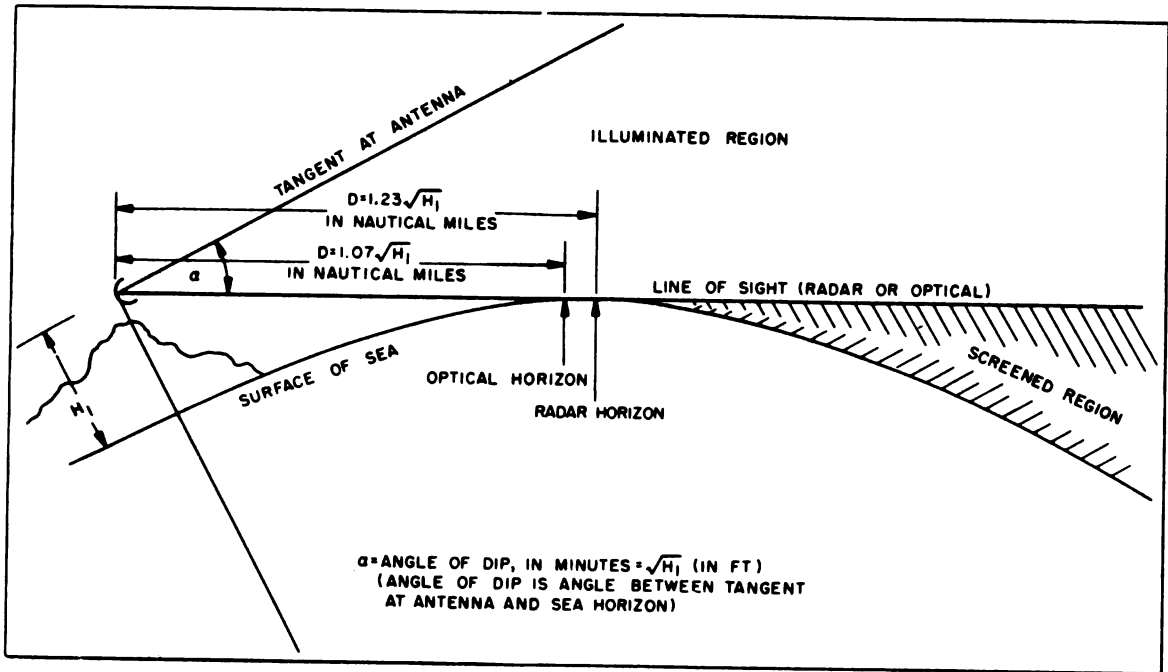 TANGENT AT ANTENNA
ILLUMINATED REGION
D=1.23√H₁
IN NAUTICAL MILES
D=1.07√H₁
IN NAUTICAL MILES
α
LINE OF SIGHT (RADAR OR OPTICAL)
SCREENED REGION
SURFACE OF SEA
OPTICAL HORIZON
RADAR HORIZON
H₁
α=ANGLE OF DIP, IN MINUTES=√H₁ (IN FT)
(ANGLE OF DIP IS ANGLE BETWEEN TANGENT
AT ANTENNA AND SEA HORIZON)